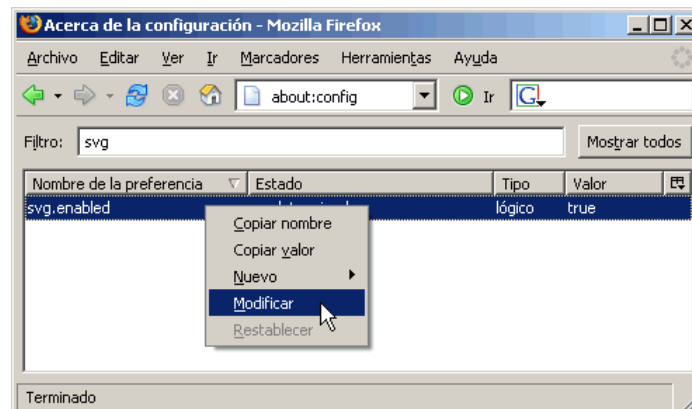 Acerca de la configuración - Mozilla Firefox
Archivo Editar Ver Ir Marcadores Herramientas Ayuda
about:config Ir G
Filtro: svg Mostrar todos
Nombre de la preferencia Estado Tipo Valor
svg.enabled lógico true
Copiar nombre
Copiar valor
Nuevo
Modificar
Restablecer
Terminado